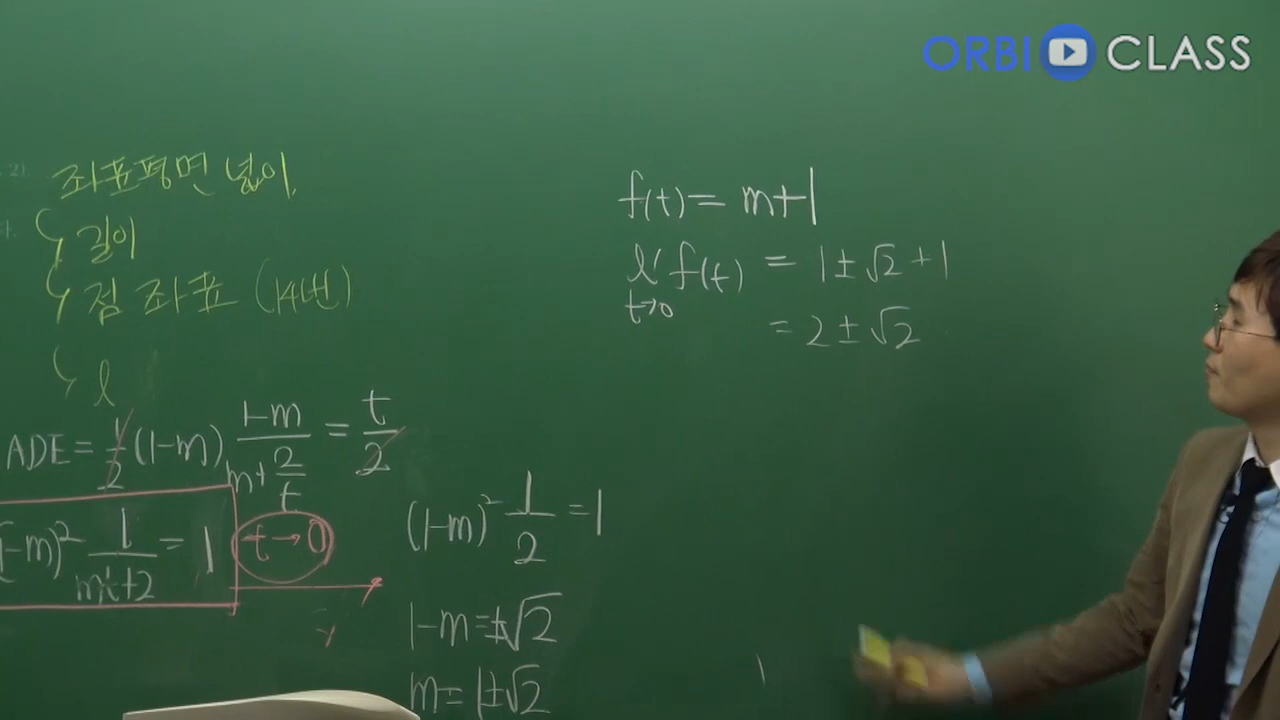 ORBI CLASS
좌표평면 넓이.
길이
점 좌표 (14번)
l
ADE = 1/2 (1-m) (1-m)/(m+2/t) = t/2
(1-m)² 1/(mt+2) = 1
t→0
(1-m)² 1/2 = 1
1-m=±√2
m=1±√2
f(t) = m+1
li f(t) = 1±√2+1
t→0
= 2±√2